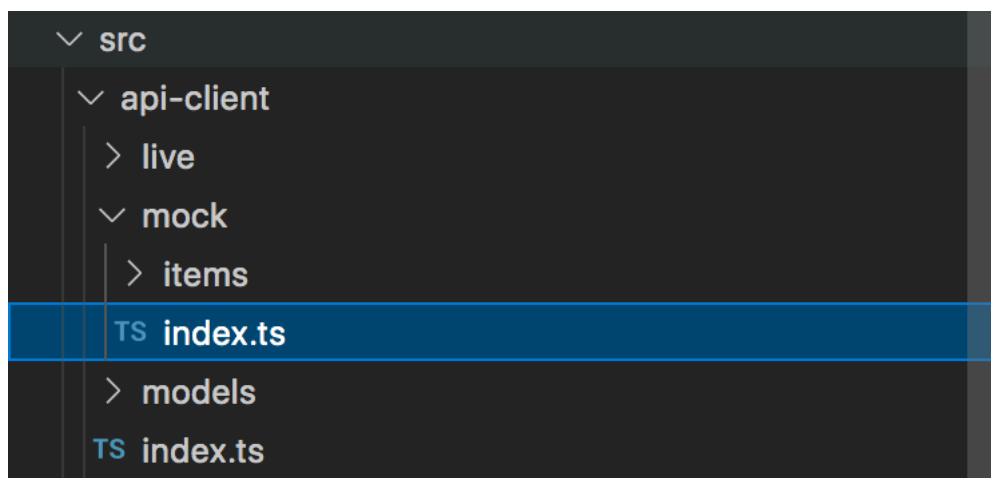 src
api-client
live
mock
items
TS index.ts
models
TS index.ts